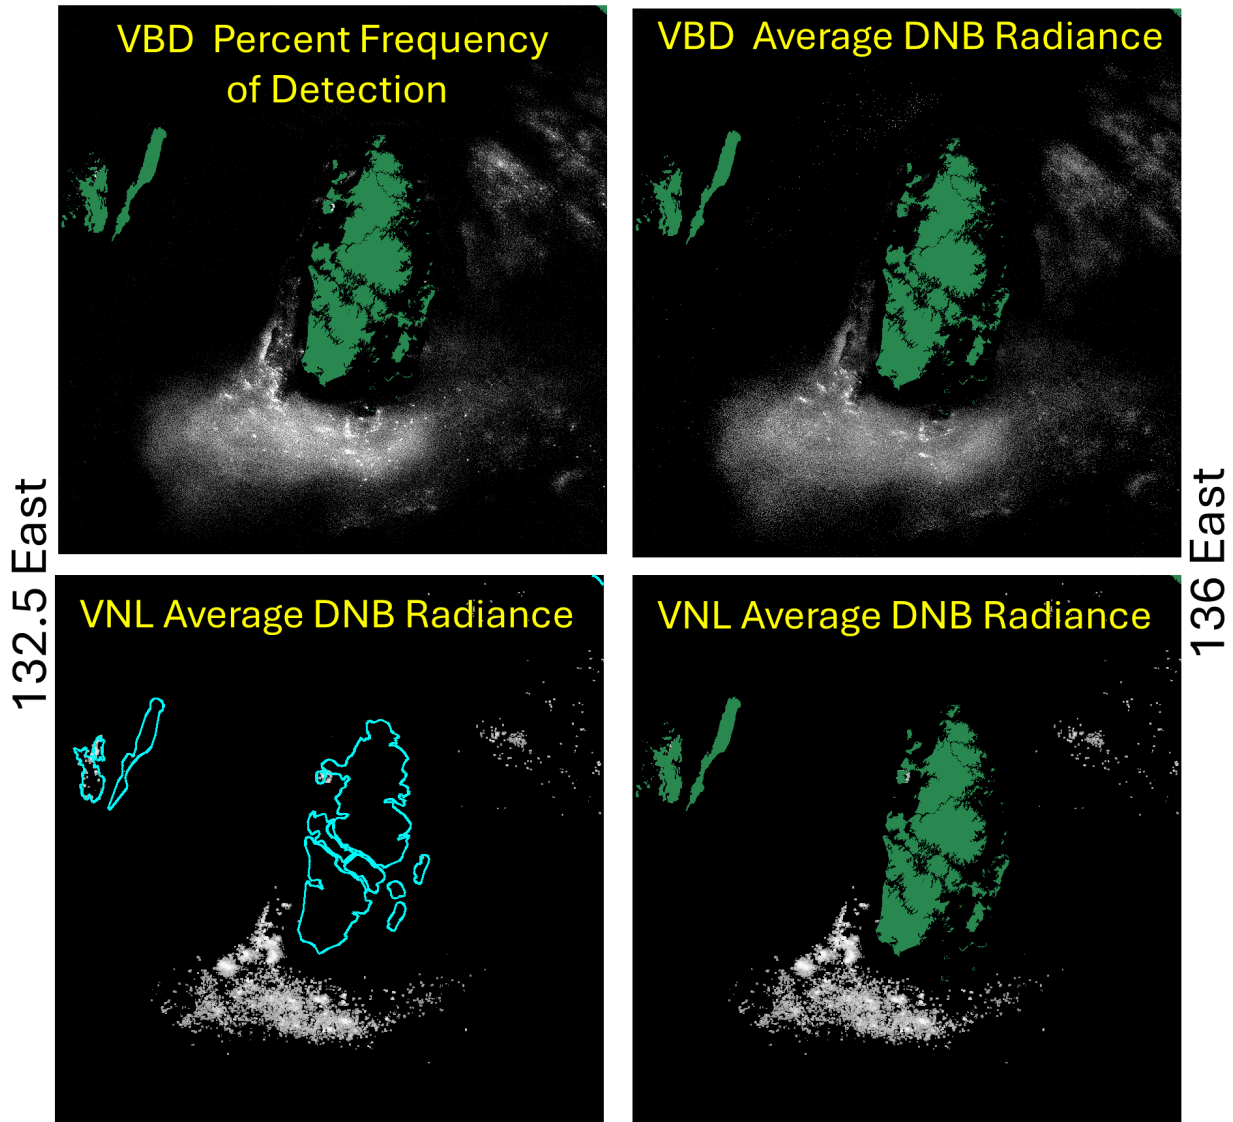 VBD Percent Frequency
of Detection
VBD Average DNB Radiance
132.5 East
136 East
VNL Average DNB Radiance
VNL Average DNB Radiance